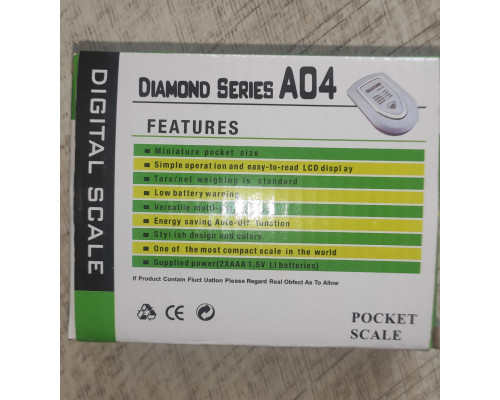 DIGITAL SCALE
DIAMOND SERIES A04
FEATURES
Miniature pocket size
Simple operation and easy-to-read LCD display
Tare/net weighing is standard
Low battery warning
Versatile
Energy saving Auto-Off function
Stylish design and colors
One of the most compact scale in the world
Supplied power(2XAAA 1.5V LI batteries)
If Product Contain Fluct Uation Please Regard Real Obfect As To Allow
CE
POCKET
SCALE